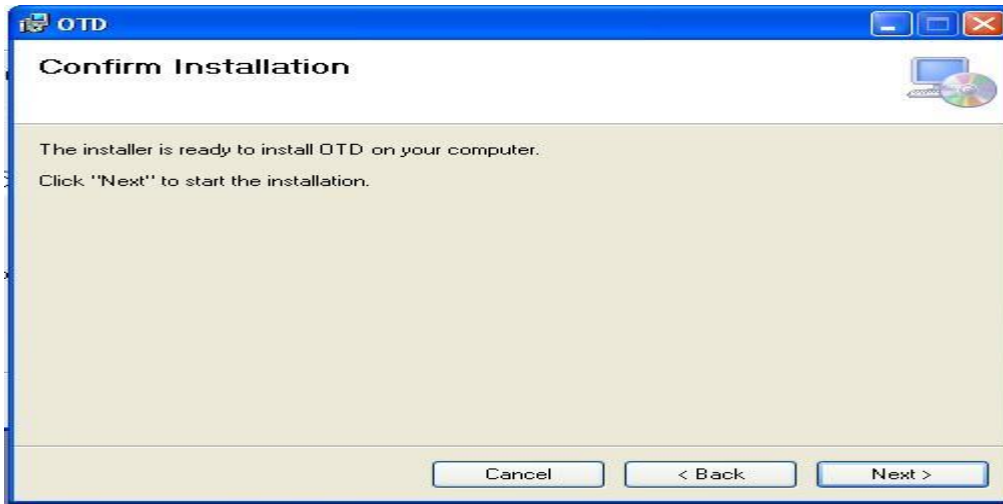 OTD
Confirm Installation
The installer is ready to install OTD on your computer.
Click "Next" to start the installation.
Cancel
< Back
Next >